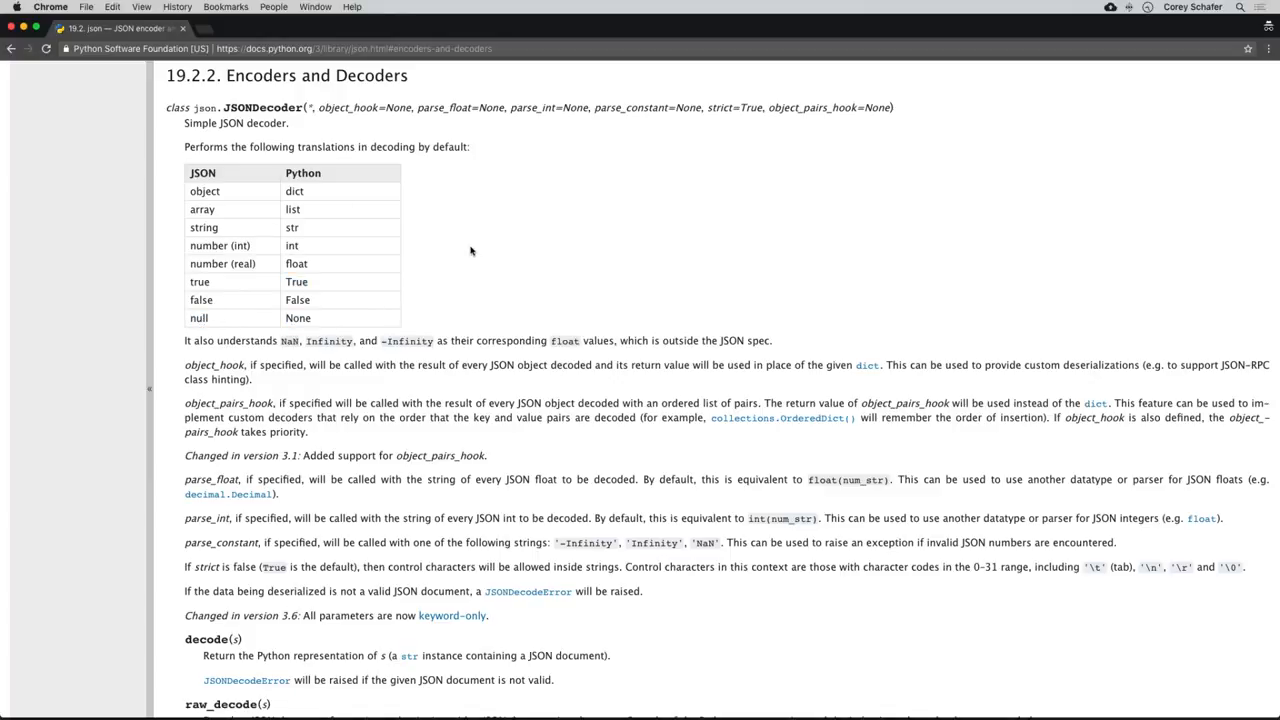 Chrome File Edit View History Bookmarks People Window Help Corey Schafer
19.2. json — JSON encoder an
Python Software Foundation [US] | https://docs.python.org/3/library/json.html#encoders-and-decoders
19.2.2. Encoders and Decoders
class json.JSONDecoder(*, object_hook=None, parse_float=None, parse_int=None, parse_constant=None, strict=True, object_pairs_hook=None)
Simple JSON decoder.
Performs the following translations in decoding by default:
JSON Python
object dict
array list
string str
number (int) int
number (real) float
true True
false False
null None
It also understands NaN, Infinity, and -Infinity as their corresponding float values, which is outside the JSON spec.
object_hook, if specified, will be called with the result of every JSON object decoded and its return value will be used in place of the given dict. This can be used to provide custom deserializations (e.g. to support JSON-RPC
class hinting).
object_pairs_hook, if specified will be called with the result of every JSON object decoded with an ordered list of pairs. The return value of object_pairs_hook will be used instead of the dict. This feature can be used to im-
plement custom decoders that rely on the order that the key and value pairs are decoded (for example, collections.OrderedDict() will remember the order of insertion). If object_hook is also defined, the object_-
pairs_hook takes priority.
Changed in version 3.1: Added support for object_pairs_hook.
parse_float, if specified, will be called with the string of every JSON float to be decoded. By default, this is equivalent to float(num_str). This can be used to use another datatype or parser for JSON floats (e.g.
decimal.Decimal).
parse_int, if specified, will be called with the string of every JSON int to be decoded. By default, this is equivalent to int(num_str). This can be used to use another datatype or parser for JSON integers (e.g. float).
parse_constant, if specified, will be called with one of the following strings: '-Infinity', 'Infinity', 'NaN'. This can be used to raise an exception if invalid JSON numbers are encountered.
If strict is false (True is the default), then control characters will be allowed inside strings. Control characters in this context are those with character codes in the 0–31 range, including '\t' (tab), '\n', '\r' and '\0'.
If the data being deserialized is not a valid JSON document, a JSONDecodeError will be raised.
Changed in version 3.6: All parameters are now keyword-only.
decode(s)
Return the Python representation of s (a str instance containing a JSON document).
JSONDecodeError will be raised if the given JSON document is not valid.
raw_decode(s)